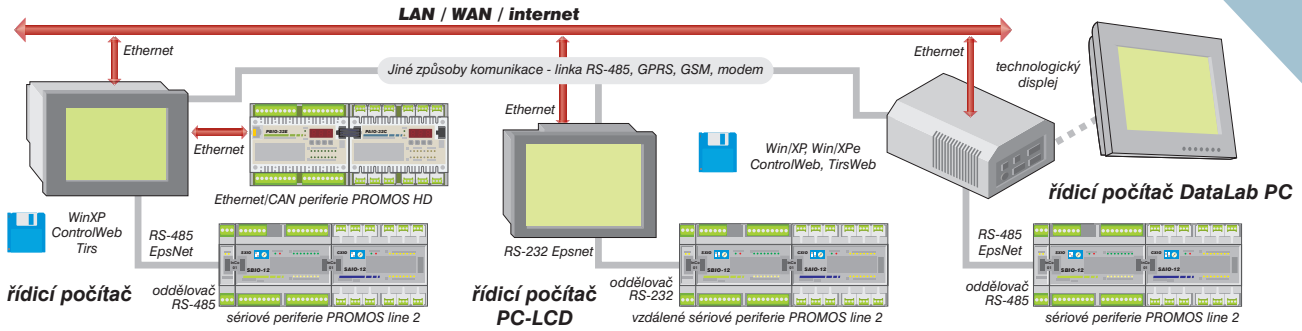 LAN / WAN / internet
Ethernet
Ethernet
Ethernet
Jiné způsoby komunikace - linka RS-485, GPRS, GSM, modem
technologický
displej
Ethernet
PBIO-32E
PAIO-32C
Ethernet/CAN periferie PROMOS HD
Win/XP, Win/XPe
ControlWeb, TirsWeb
řídicí počítač DataLab PC
WinXP
ControlWeb
Tirs
RS-485
EpsNet
RS-232 Epsnet
RS-485
EpsNet
SBIO-12
SAIO-12
SBIO-12
SAIO-12
SBIO-12
SAIO-12
řídicí počítač
oddělovač
RS-485
sériové periferie PROMOS line 2
řídicí počítač
PC-LCD
oddělovač
RS-232
vzdálené sériové periferie PROMOS line 2
oddělovač
RS-485
sériové periferie PROMOS line 2